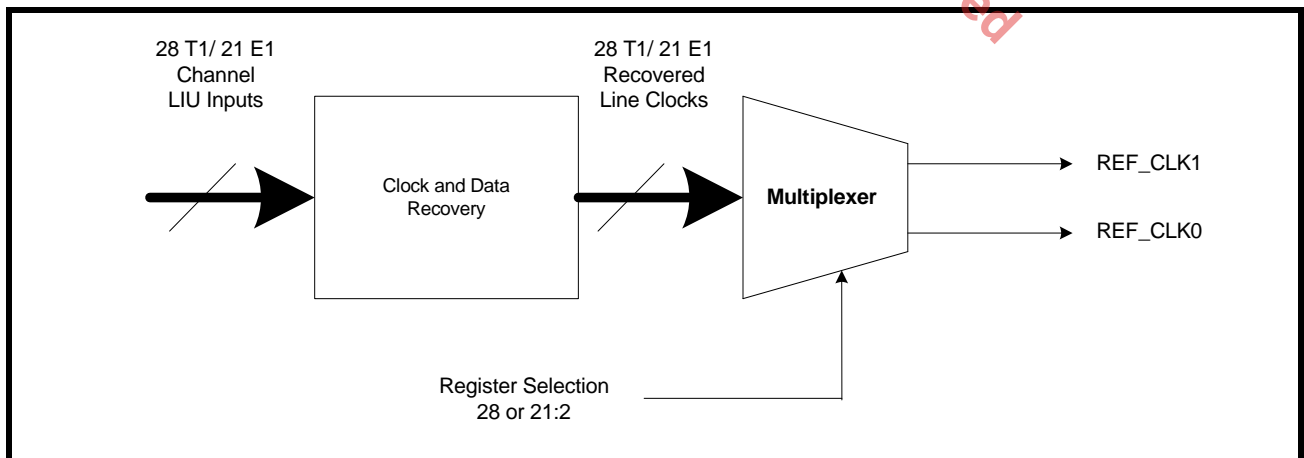 28 T1/ 21 E1
Channel
LIU Inputs
28 T1/ 21 E1
Recovered
Line Clocks
Clock and Data
Recovery
Multiplexer
REF_CLK1
REF_CLK0
Register Selection
28 or 21:2
ed